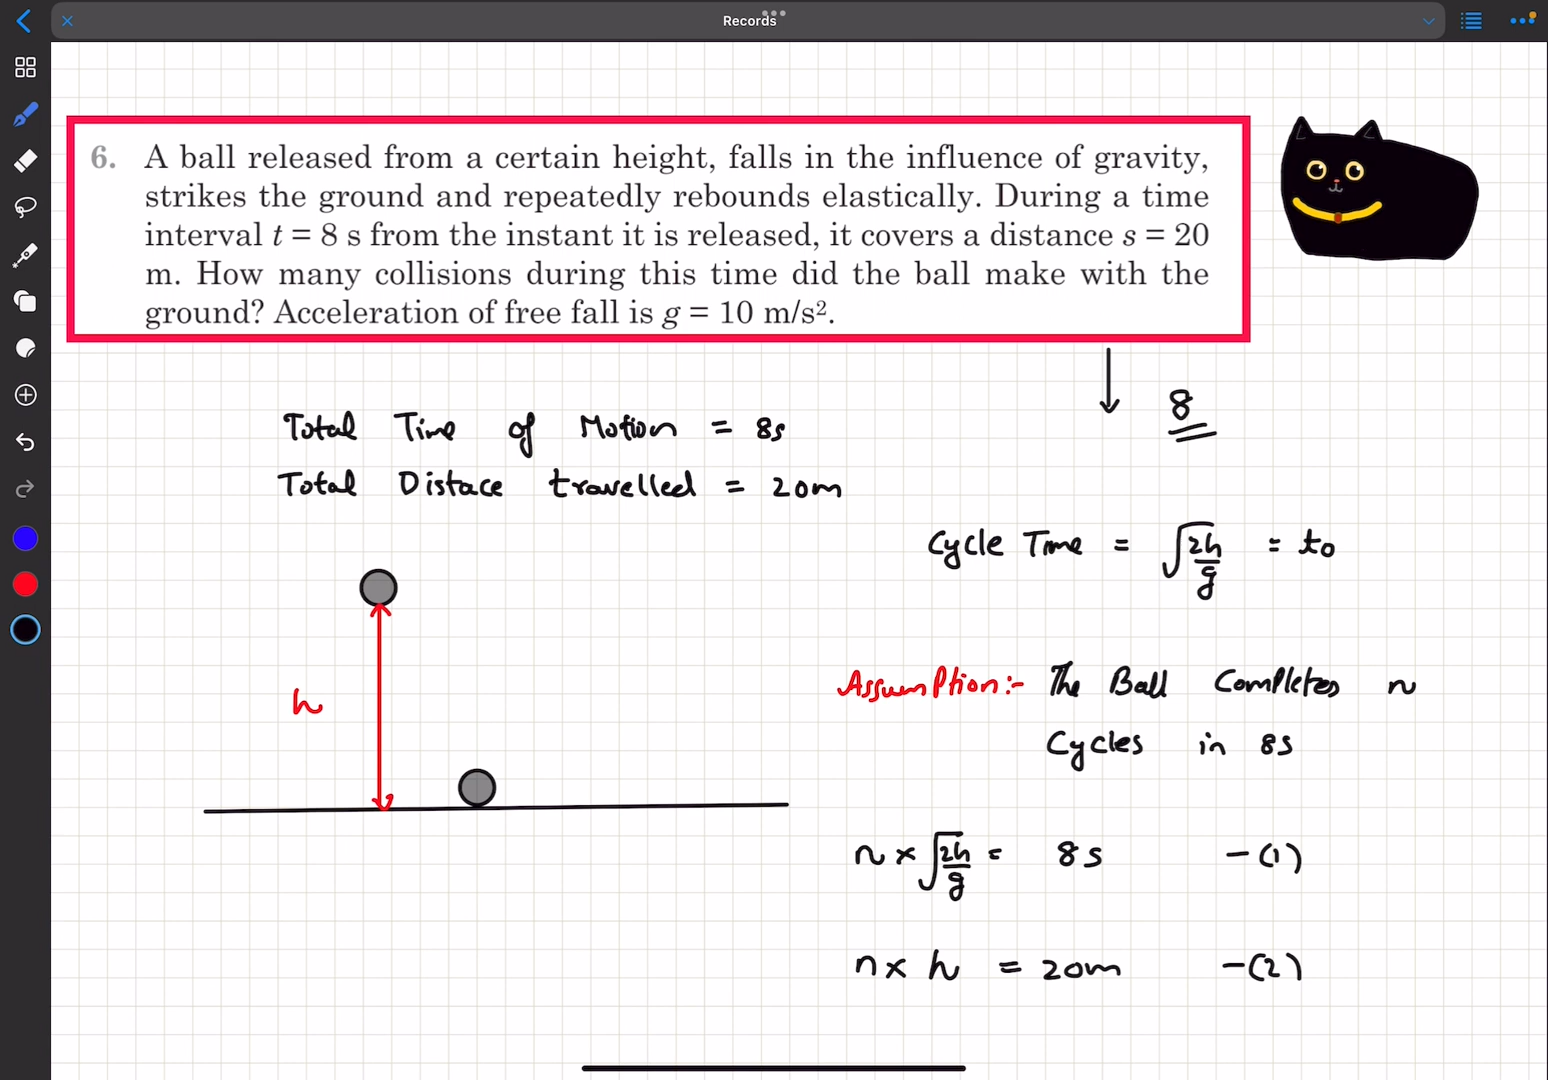 Records
6. A ball released from a certain height, falls in the influence of gravity,
strikes the ground and repeatedly rebounds elastically. During a time
interval t = 8 s from the instant it is released, it covers a distance s = 20
m. How many collisions during this time did the ball make with the
ground? Acceleration of free fall is g = 10 m/s².
8
Total Time of Motion = 8s
Total Distace travelled = 20m
Cycle Time = √(2h/g) = t₀
h
Assumption:- The Ball Completes n
Cycles in 8s
n × √(2h/g) = 8s -(1)
n × h = 20m -(2)